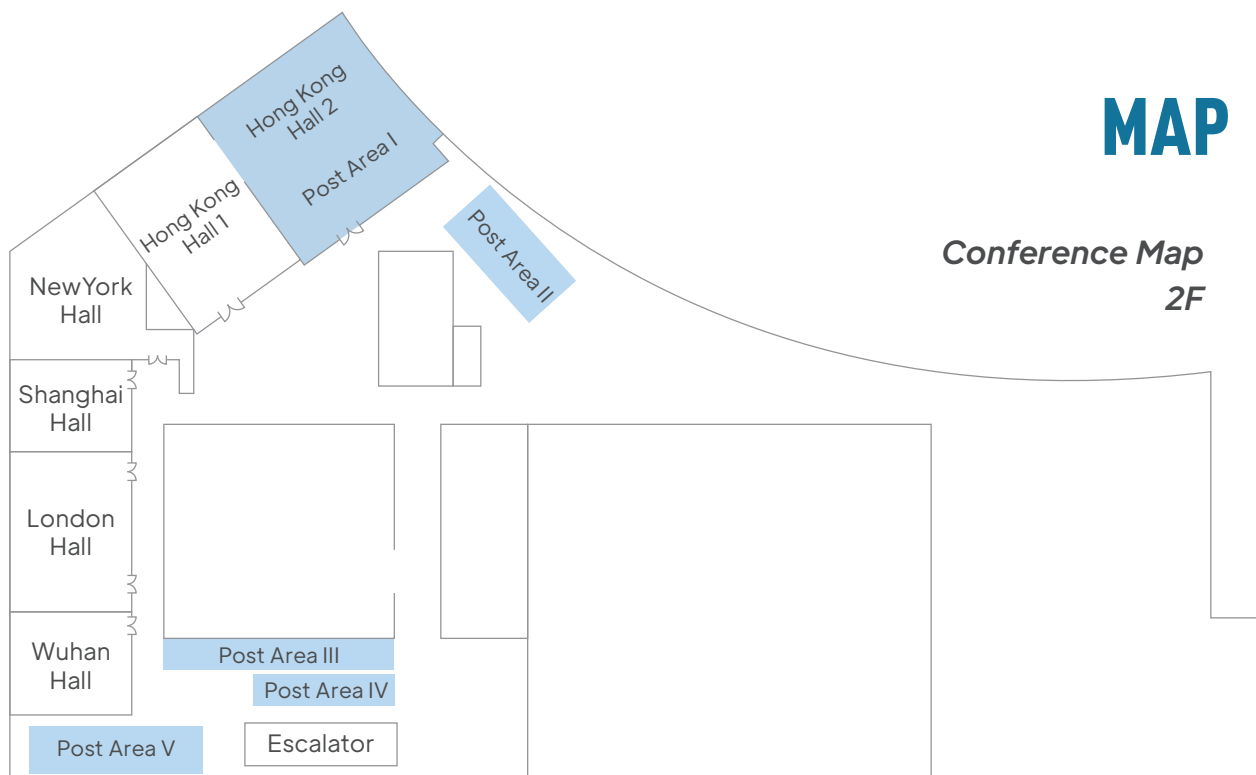 MAP
Conference Map
2F
Hong Kong
Hall 2
Post Area I
Hong Kong
Hall 1
Post Area II
NewYork
Hall
Shanghai
Hall
London
Hall
Wuhan
Hall
Post Area III
Post Area IV
Post Area V
Escalator